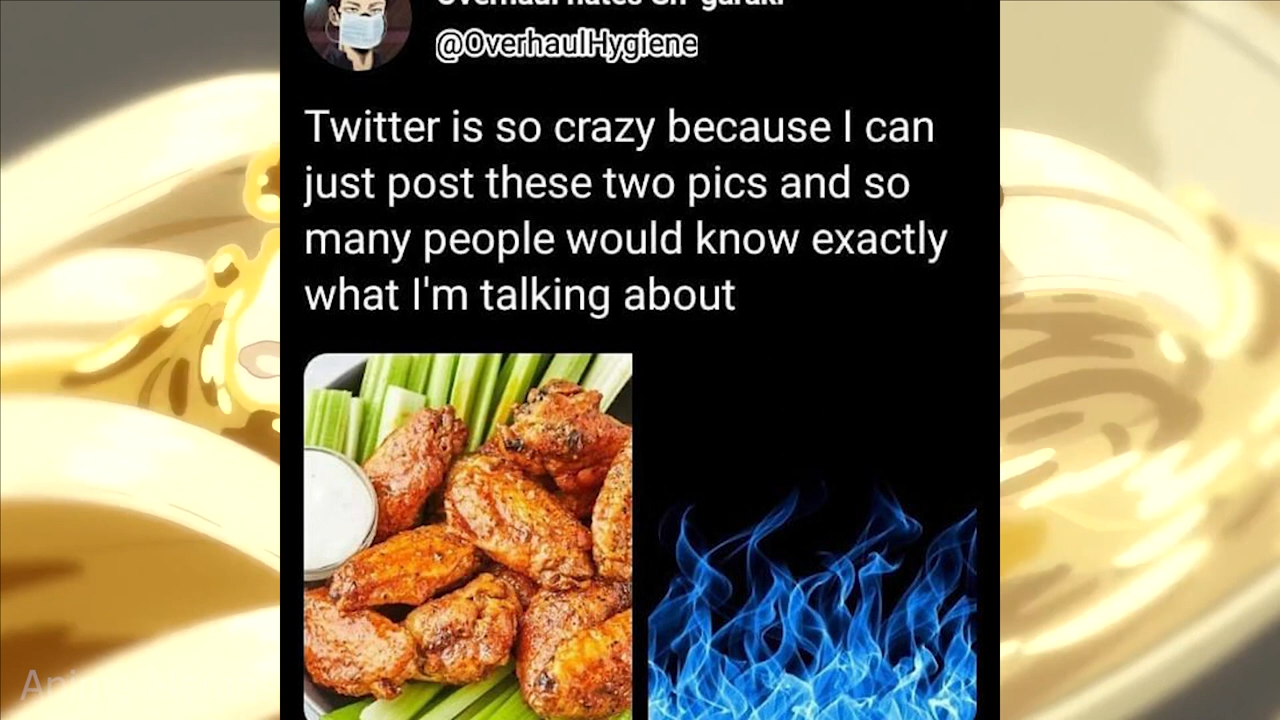 @OverhaulHygiene
Twitter is so crazy because I can
just post these two pics and so
many people would know exactly
what I'm talking about